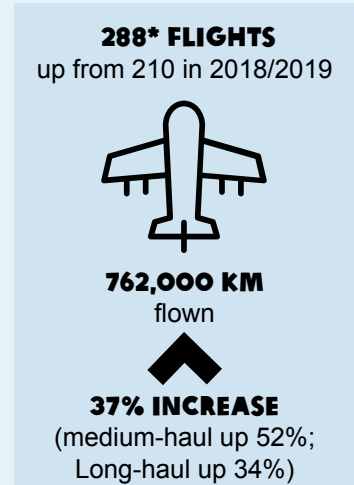 288* FLIGHTS
up from 210 in 2018/2019
762,000 KM
flown
37% INCREASE
(medium-haul up 52%;
Long-haul up 34%)